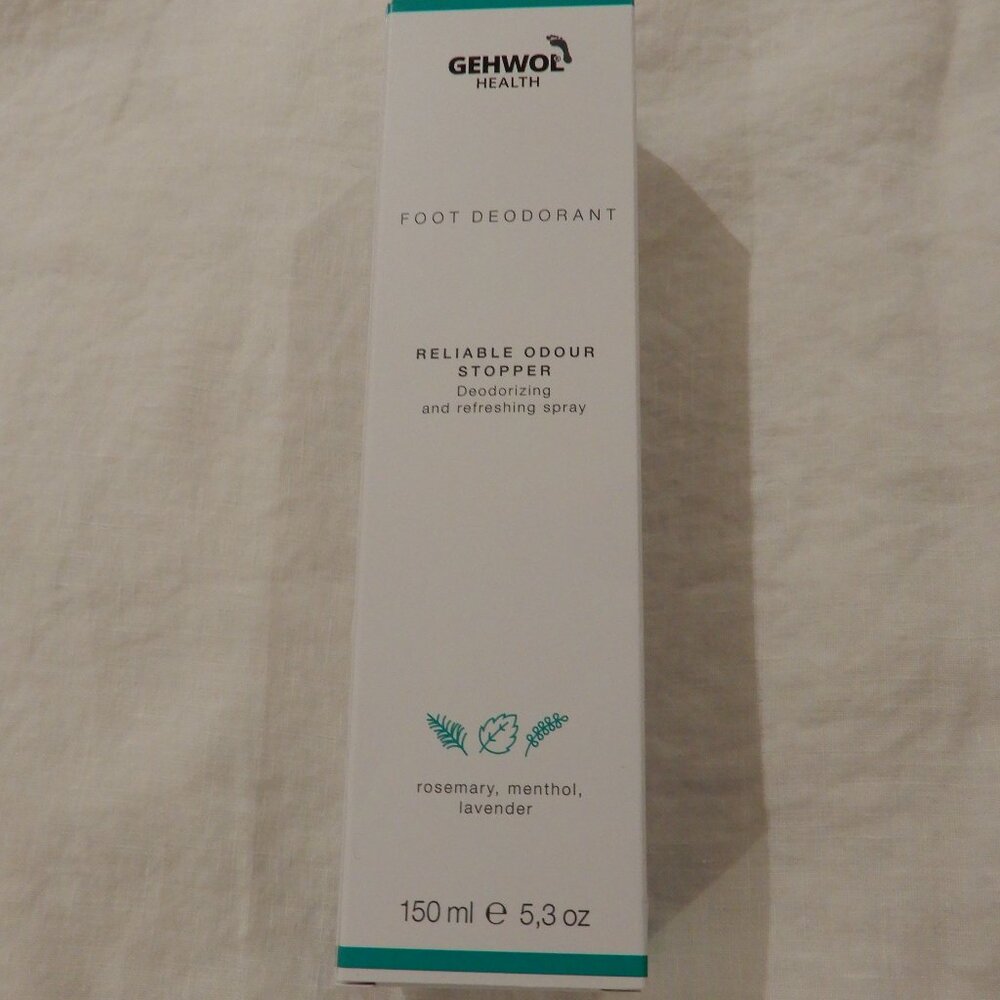 GEHWOL
HEALTH
FOOT DEODORANT
RELIABLE ODOUR
STOPPER
Deodorizing
and refreshing spray
rosemary, menthol,
lavender
150 ml ℮ 5,3 oz